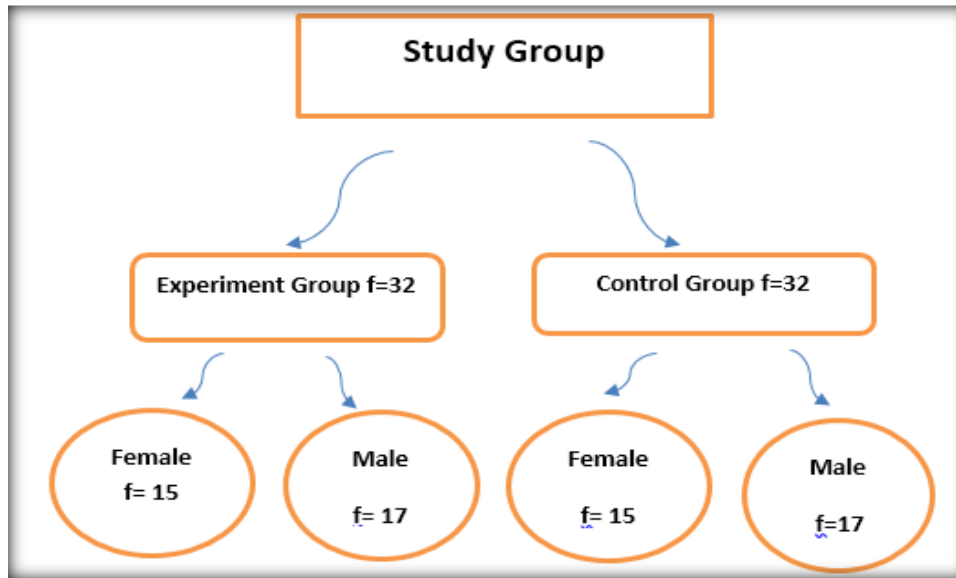 Study Group
Experiment Group f=32
Control Group f=32
Female
f= 15
Male
f= 17
Female
f= 15
Male
f=17